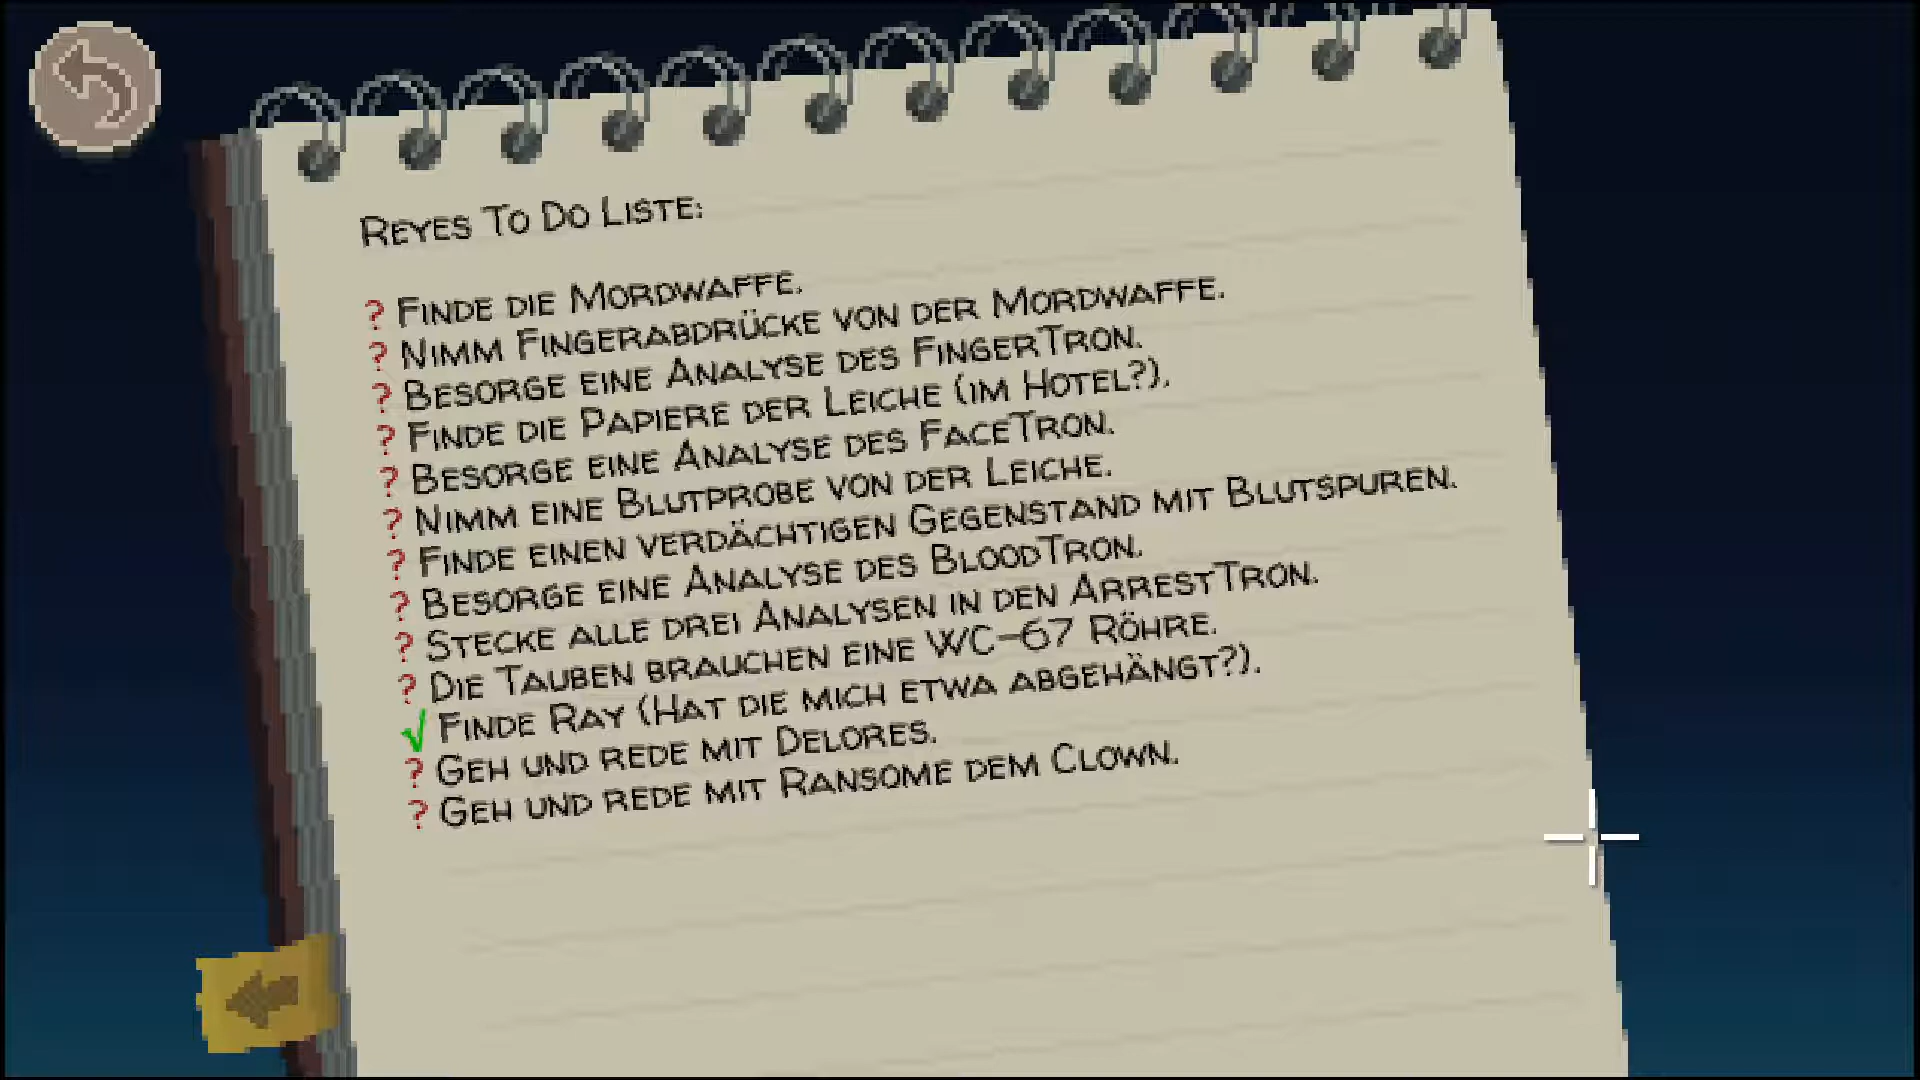 Reyes To Do Liste:
? Finde die Mordwaffe.
? Nimm Fingerabdrücke von der Mordwaffe.
? Besorge eine Analyse des FingerTron.
? Finde die Papiere der Leiche (im Hotel?).
? Besorge eine Analyse des FaceTron.
? Nimm eine Blutprobe von der Leiche.
? Finde einen verdächtigen Gegenstand mit Blutspuren.
? Besorge eine Analyse des BloodTron.
? Stecke alle drei Analysen in den ArrestTron.
? Die Tauben brauchen eine WC-67 Röhre.
√ Finde Ray (Hat die mich etwa abgehängt?).
? Geh und rede mit Delores.
? Geh und rede mit Ransome dem Clown.